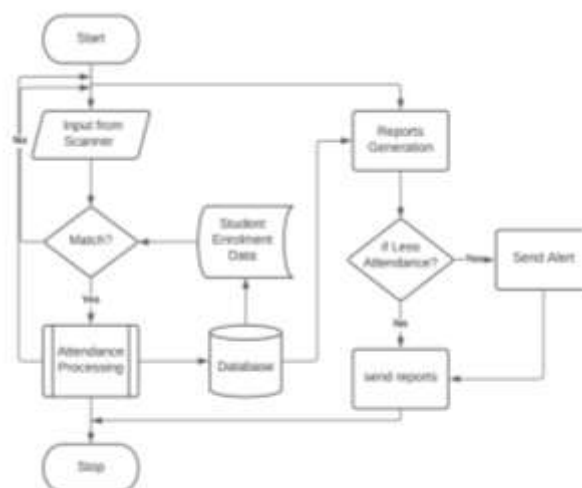 Start
No
Input from
Scanner
Reports
Generation
Match?
Student
Enrolment
Data
If Less
Attendance?
Send Alert
Yes
No
Attendance
Processing
Database
send reports
Stop